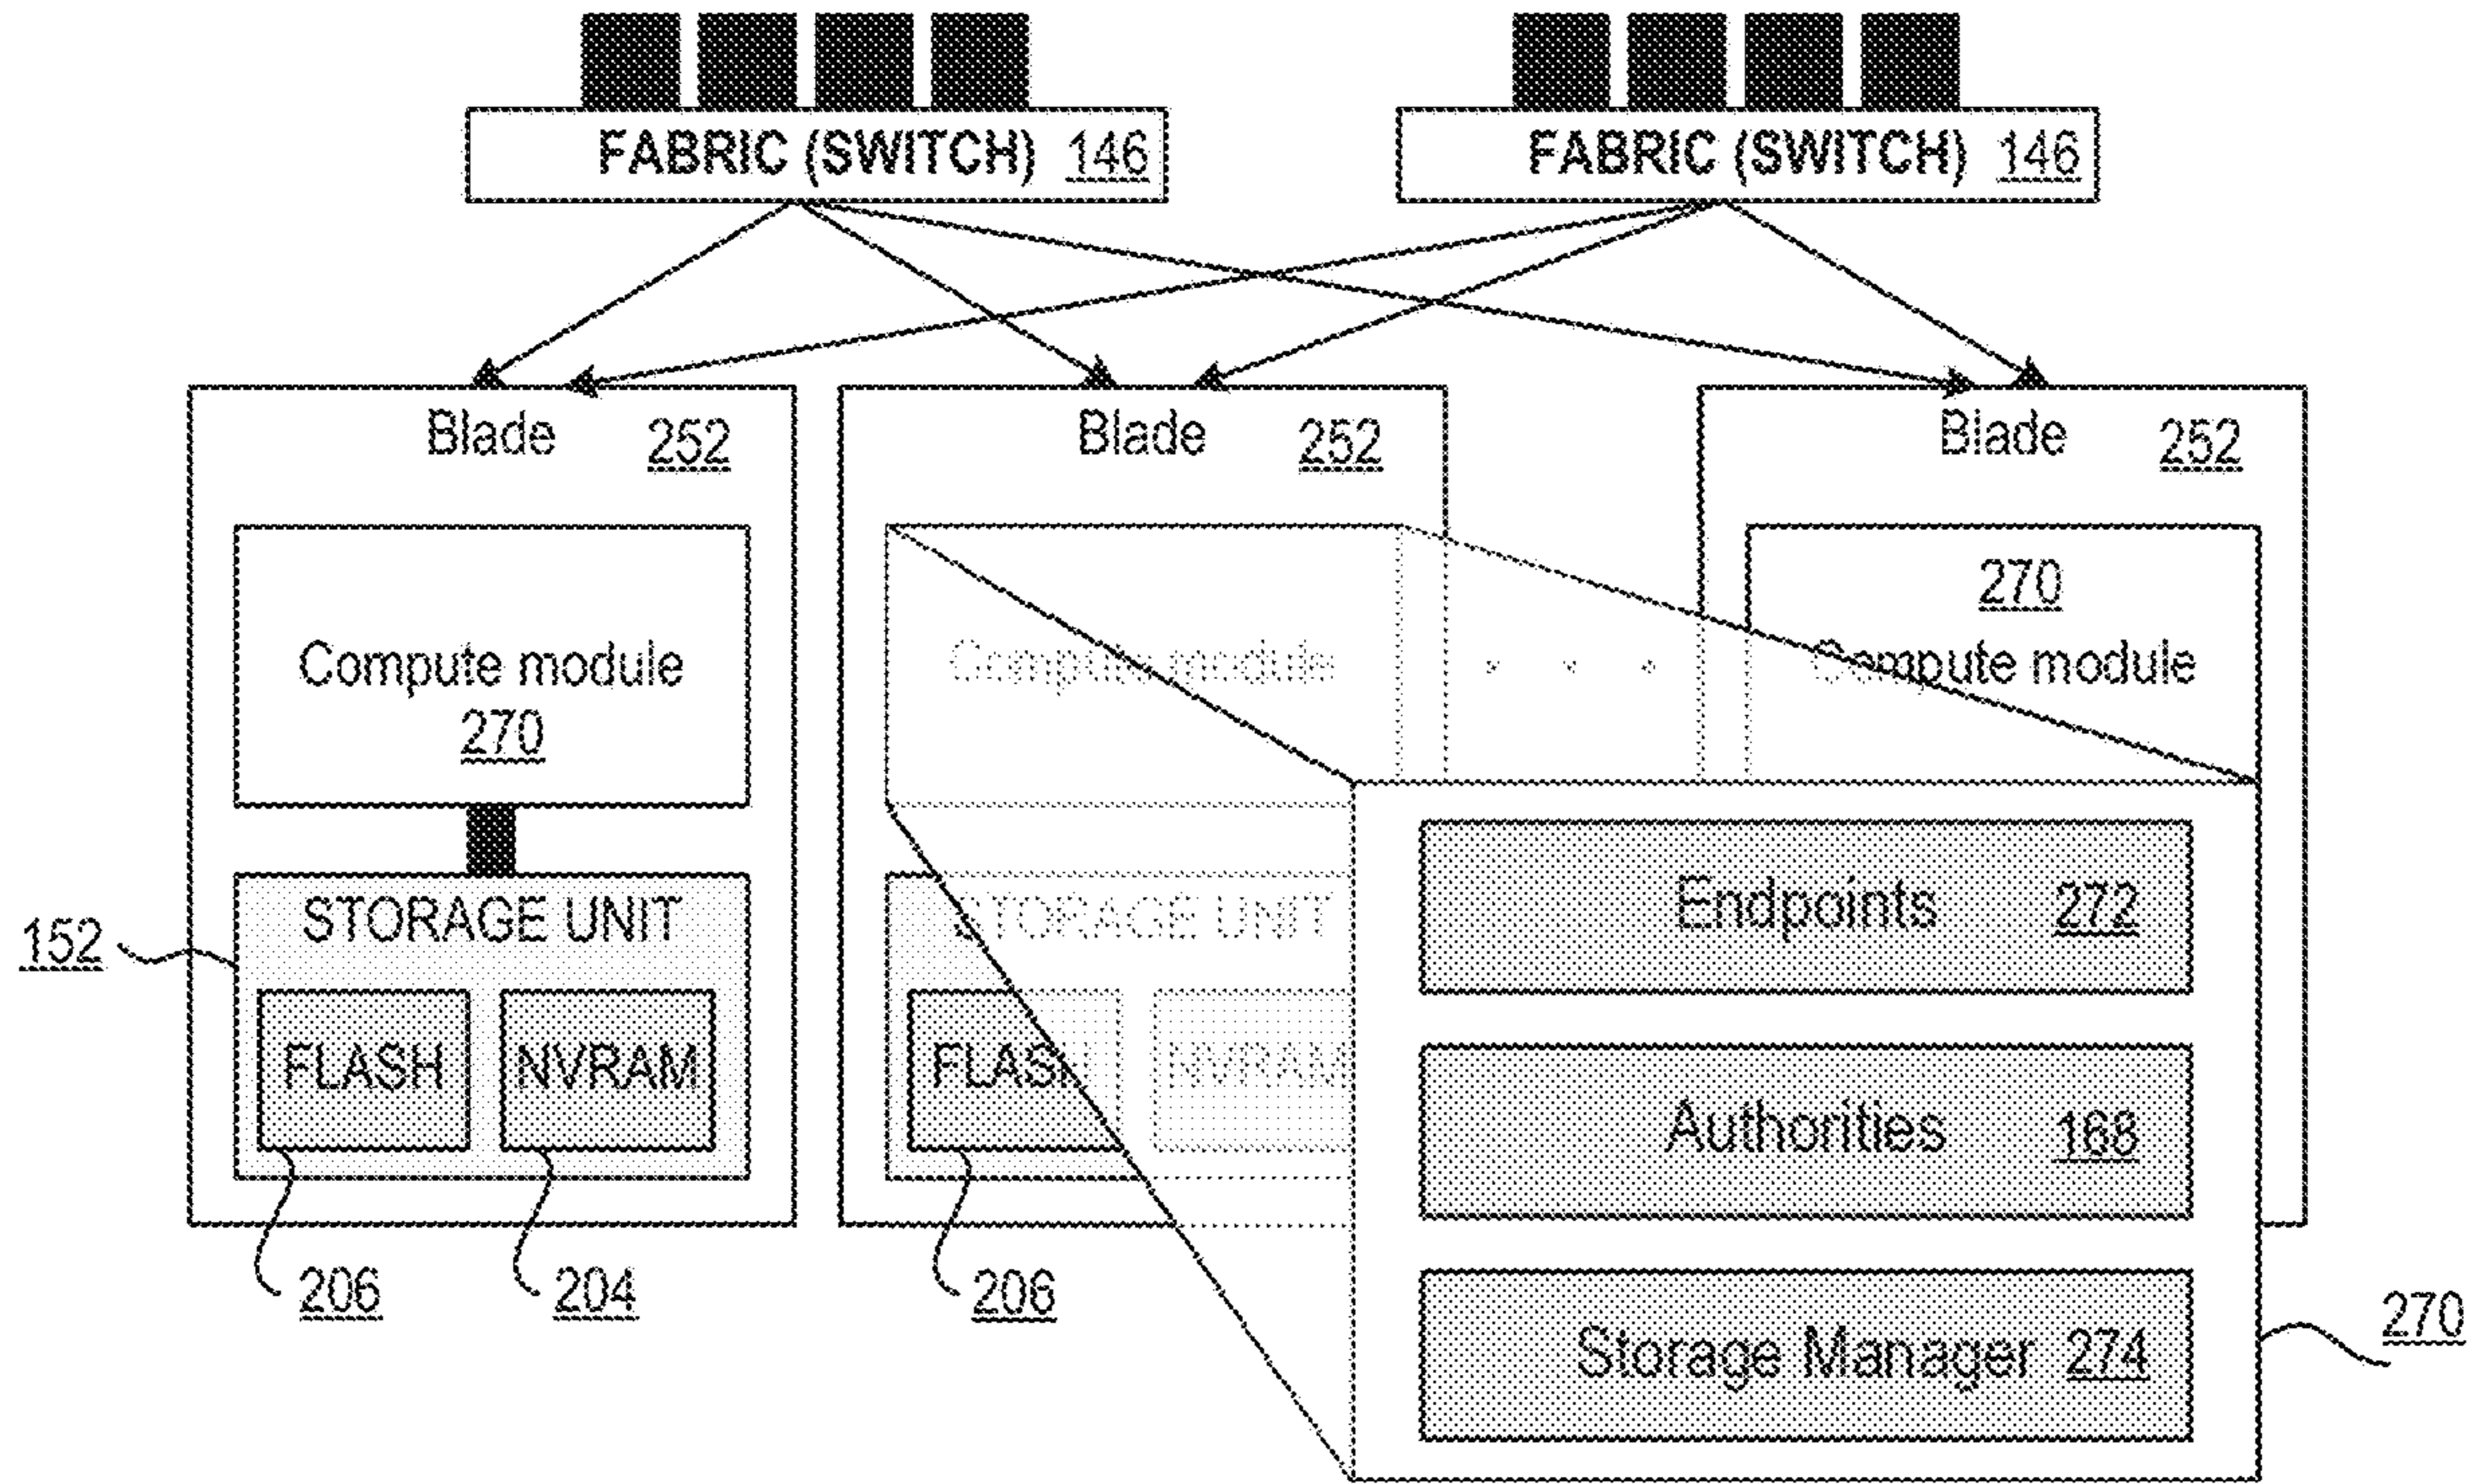 FABRIC (SWITCH) 146
FABRIC (SWITCH) 146
Blade 252
Blade 252
Blade 252
Compute module
270
Compute module
. . .
270
Compute module
152
STORAGE UNIT
FLASH
NVRAM
206
204
STORAGE UNIT
FLASH
NVRAM
206
Endpoints 272
Authorities 168
Storage Manager 274
270